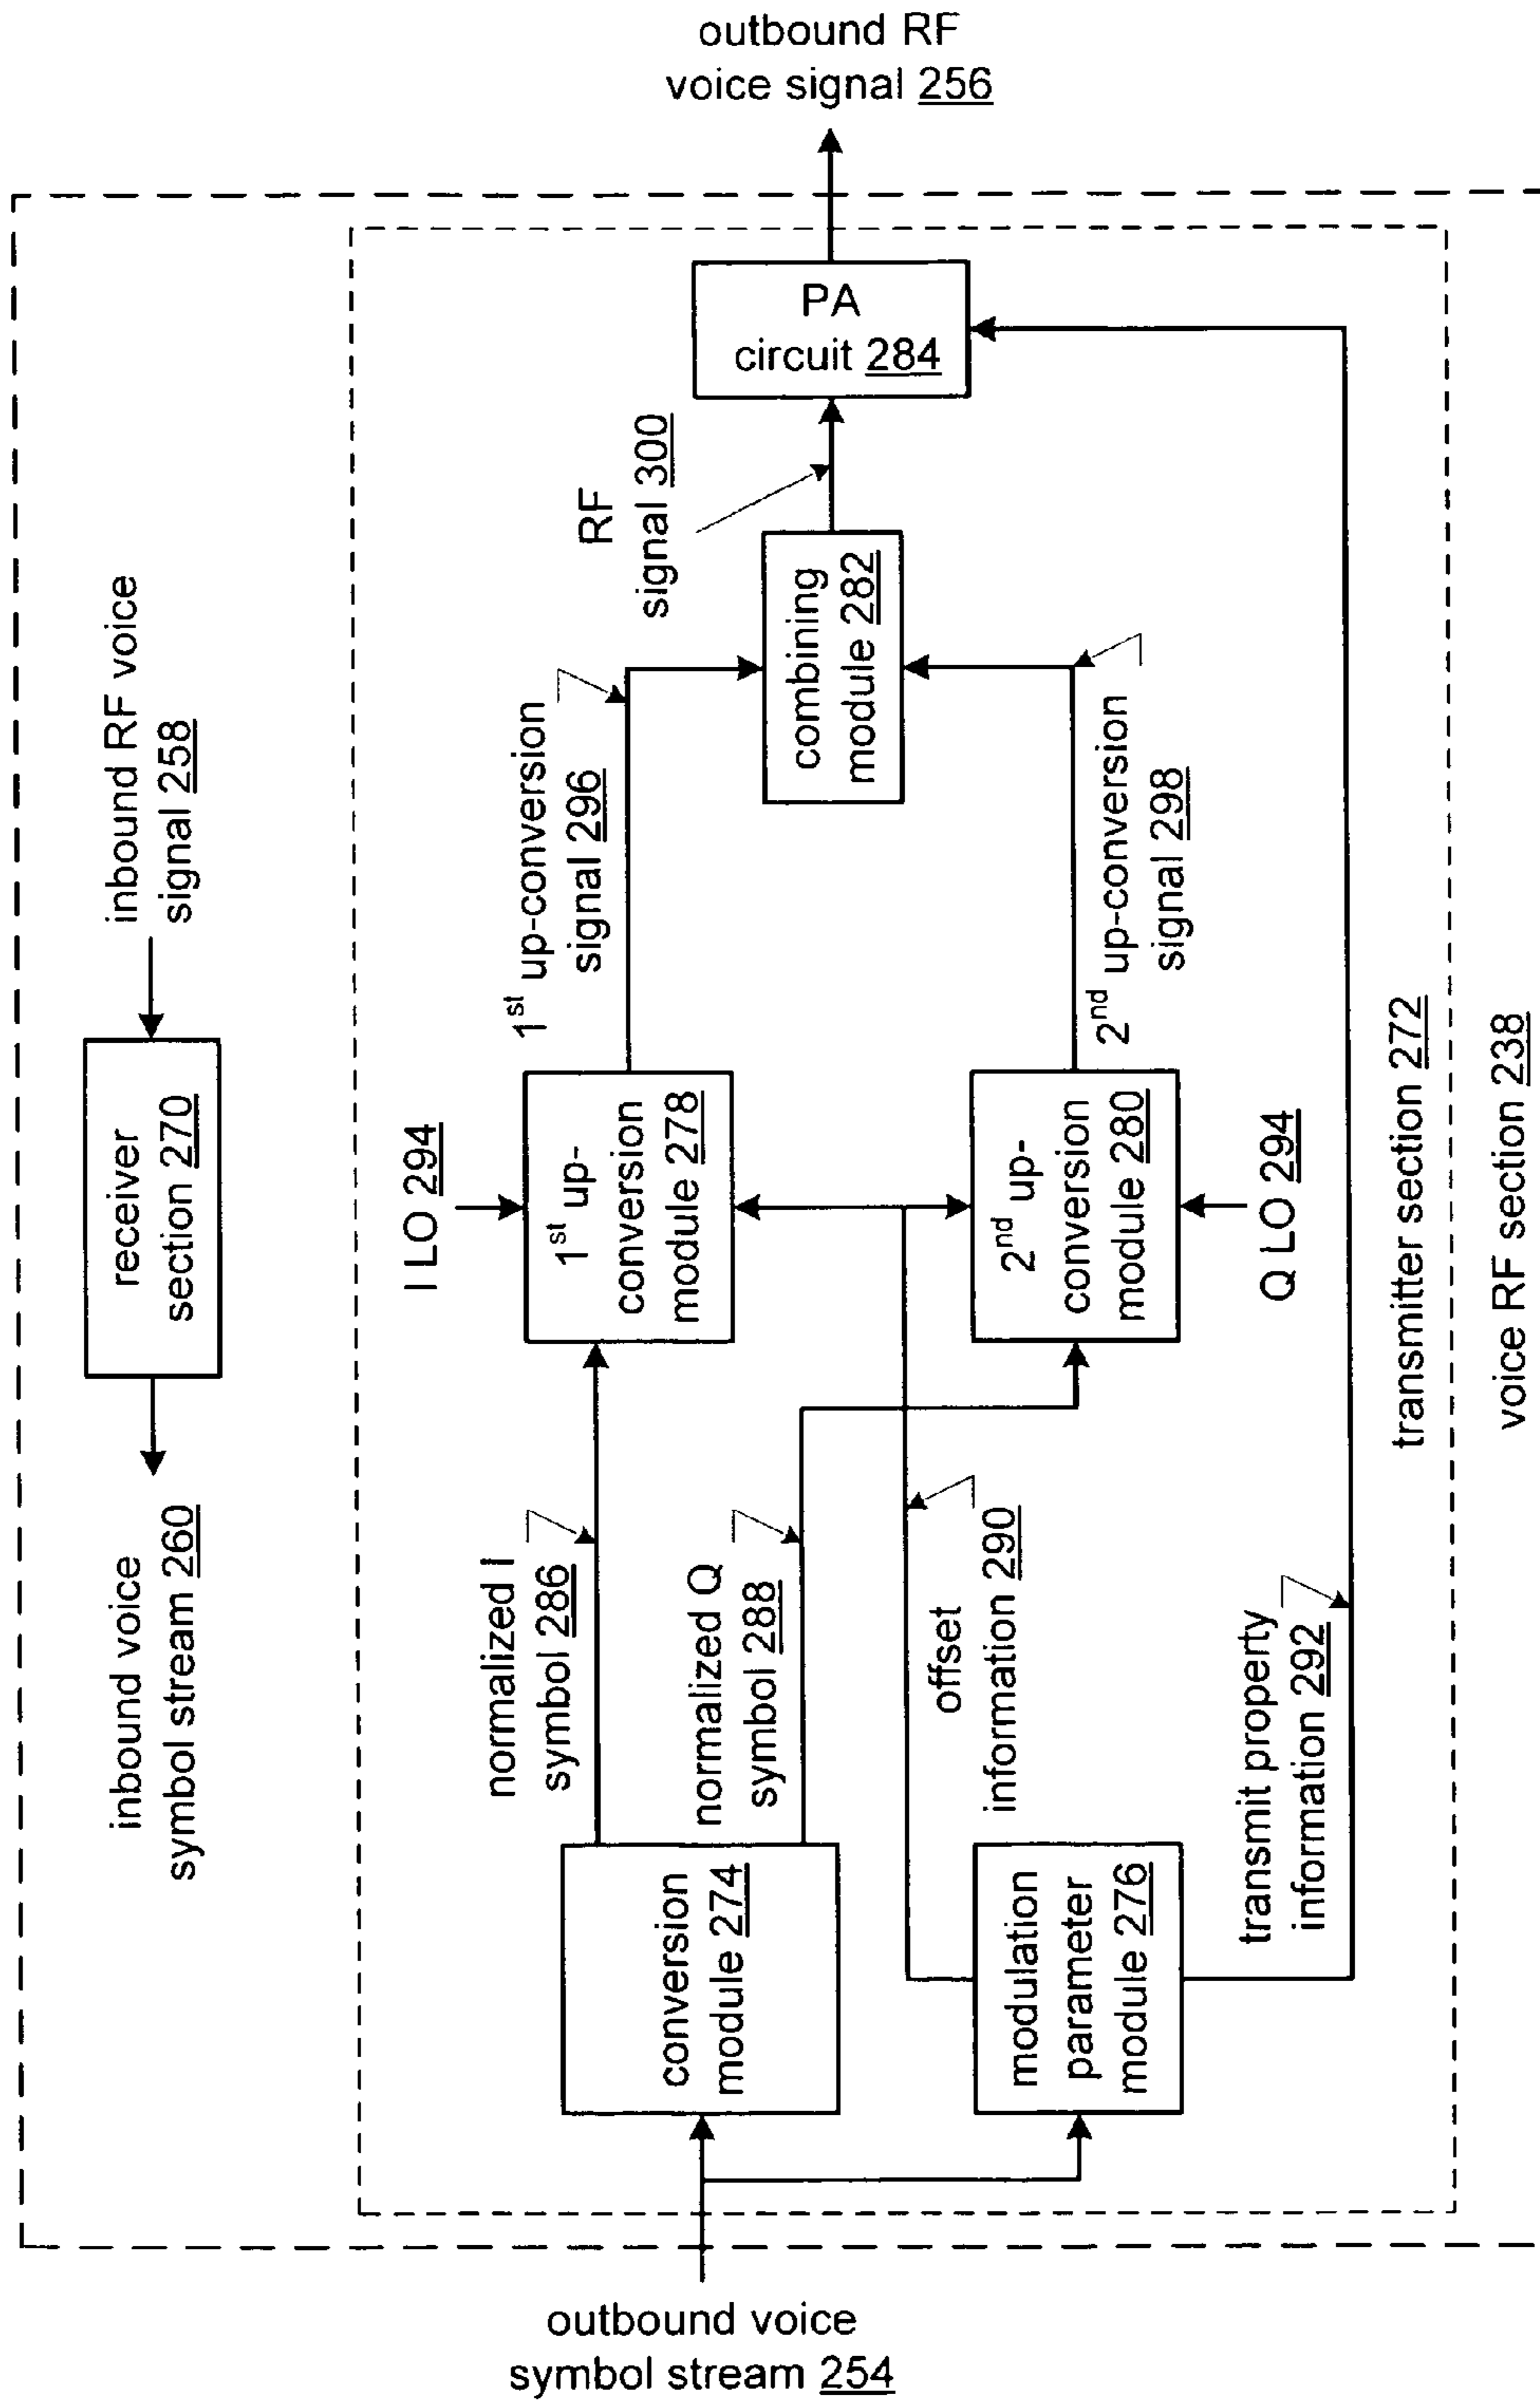 outbound RF
voice signal 256
inbound RF voice
signal 258
receiver
section 270
inbound voice
symbol stream 260
PA
circuit 284
RF
signal 300
combining
module 282
1st up-conversion
signal 296
2nd up-conversion
signal 298
I LO 294
1st up-
conversion
module 278
2nd up-
conversion
module 280
Q LO 294
normalized I
symbol 286
normalized Q
symbol 288
offset
information 290
transmit property
information 292
conversion
module 274
modulation
parameter
module 276
transmitter section 272
voice RF section 238
outbound voice
symbol stream 254